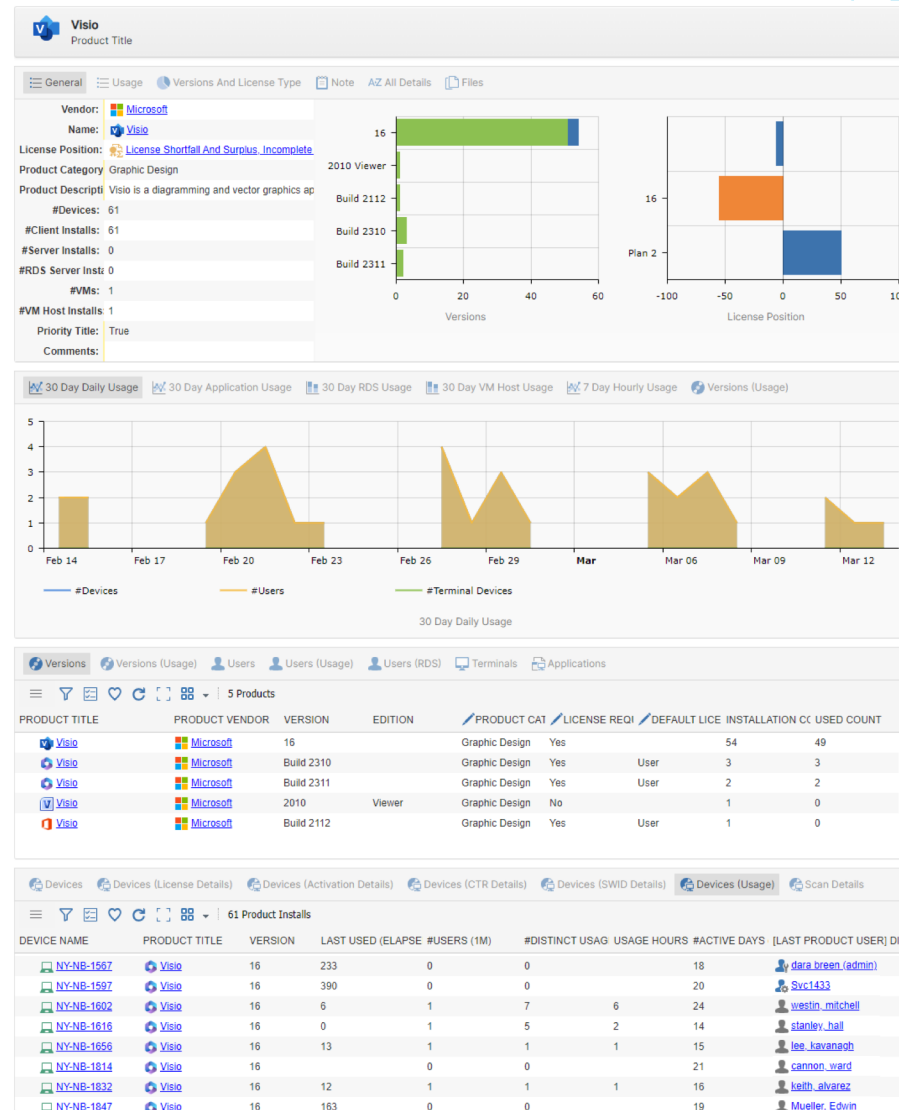 Visio
Product Title
General Usage Versions And License Type Note All Details Files
Vendor: Microsoft
Name: Visio
License Position: License Shortfall And Surplus, Incomplete
Product Category Graphic Design
Product Descripti Visio is a diagramming and vector graphics ap
#Devices: 61
#Client Installs: 61
#Server Installs: 0
#RDS Server Insta 0
#VMs: 1
#VM Host Installs: 1
Priority Title: True
Comments:
16
2010 Viewer
Build 2112
Build 2310
Build 2311
0 20 40 60
Versions
16
Plan 2
-100 -50 0 50 10
License Position
30 Day Daily Usage 30 Day Application Usage 30 Day RDS Usage 30 Day VM Host Usage 7 Day Hourly Usage Versions (Usage)
5
4
3
2
1
0
Feb 14 Feb 17 Feb 20 Feb 23 Feb 26 Feb 29 Mar Mar 06 Mar 09 Mar 12
#Devices #Users #Terminal Devices
30 Day Daily Usage
Versions Versions (Usage) Users Users (Usage) Users (RDS) Terminals Applications
5 Products
PRODUCT TITLE PRODUCT VENDOR VERSION EDITION PRODUCT CAT LICENSE REQI DEFAULT LICE INSTALLATION CC USED COUNT
Visio Microsoft 16 Graphic Design Yes 54 49
Visio Microsoft Build 2310 Graphic Design Yes User 3 3
Visio Microsoft Build 2311 Graphic Design Yes User 2 2
Visio Microsoft 2010 Viewer Graphic Design No 1 0
Visio Microsoft Build 2112 Graphic Design Yes User 1 0
Devices Devices (License Details) Devices (Activation Details) Devices (CTR Details) Devices (SWID Details) Devices (Usage) Scan Details
61 Product Installs
DEVICE NAME PRODUCT TITLE VERSION LAST USED (ELAPSE #USERS (1M) #DISTINCT USAG USAGE HOURS #ACTIVE DAYS [LAST PRODUCT USER] DI
NY-NB-1567 Visio 16 233 0 0 18 dara breen (admin)
NY-NB-1597 Visio 16 390 0 0 20 Svc1433
NY-NB-1602 Visio 16 6 1 7 6 24 westin, mitchell
NY-NB-1616 Visio 16 0 1 5 2 14 stanley, hall
NY-NB-1656 Visio 16 13 1 1 1 15 lee, kavanagh
NY-NB-1814 Visio 16 0 0 21 cannon, ward
NY-NB-1832 Visio 16 12 1 1 1 16 keith, alvarez
NY-NB-1847 Visio 16 163 0 0 19 Mueller, Edwin